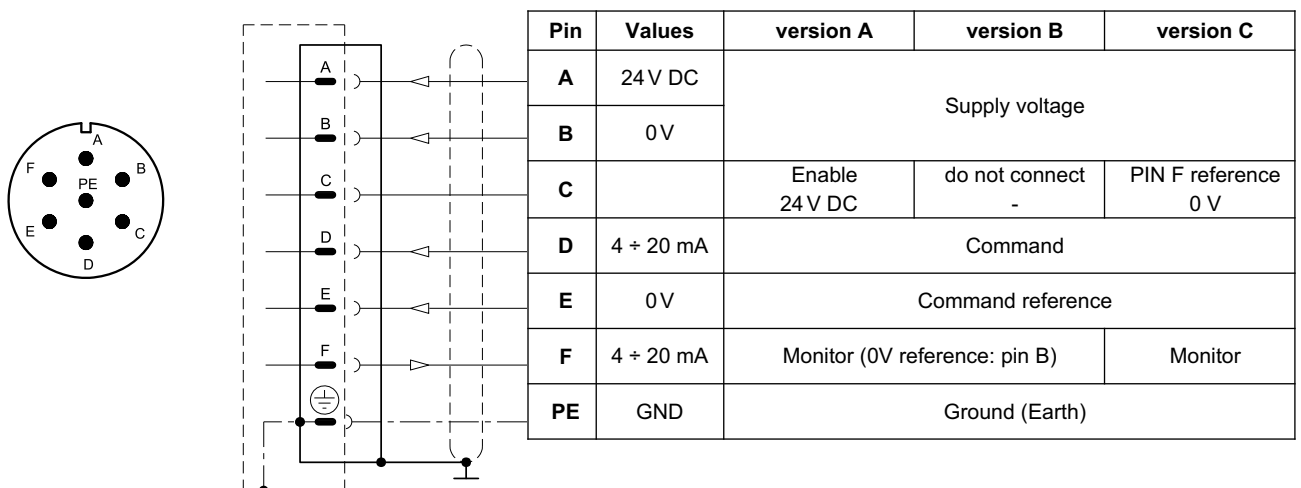 A
F
B
PE
E
C
D
A
B
C
D
E
F
Pin Values version A version B version C
A 24 V DC Supply voltage
B 0 V
C Enable 24 V DC do not connect - PIN F reference 0 V
D 4 ÷ 20 mA Command
E 0 V Command reference
F 4 ÷ 20 mA Monitor (0V reference: pin B) Monitor
PE GND Ground (Earth)